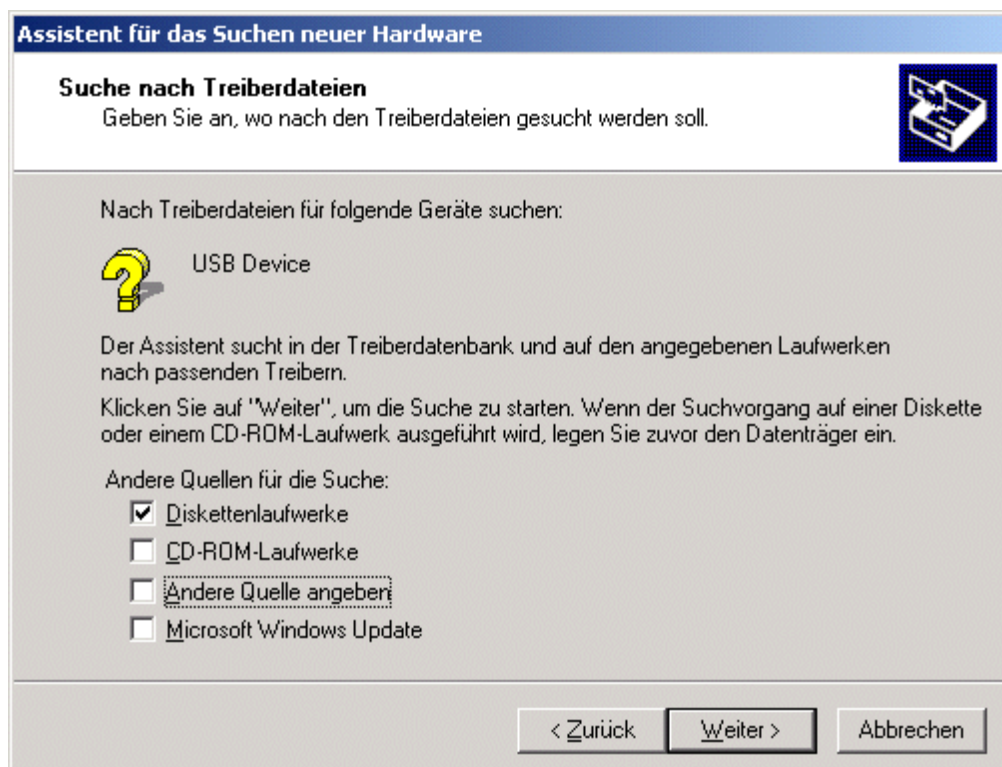 Assistent für das Suchen neuer Hardware
Suche nach Treiberdateien
Geben Sie an, wo nach den Treiberdateien gesucht werden soll.
Nach Treiberdateien für folgende Geräte suchen:
USB Device
Der Assistent sucht in der Treiberdatenbank und auf den angegebenen Laufwerken
nach passenden Treibern.
Klicken Sie auf "Weiter", um die Suche zu starten. Wenn der Suchvorgang auf einer Diskette
oder einem CD-ROM-Laufwerk ausgeführt wird, legen Sie zuvor den Datenträger ein.
Andere Quellen für die Suche:
Diskettenlaufwerke
CD-ROM-Laufwerke
Andere Quelle angeben
Microsoft Windows Update
< Zurück Weiter > Abbrechen